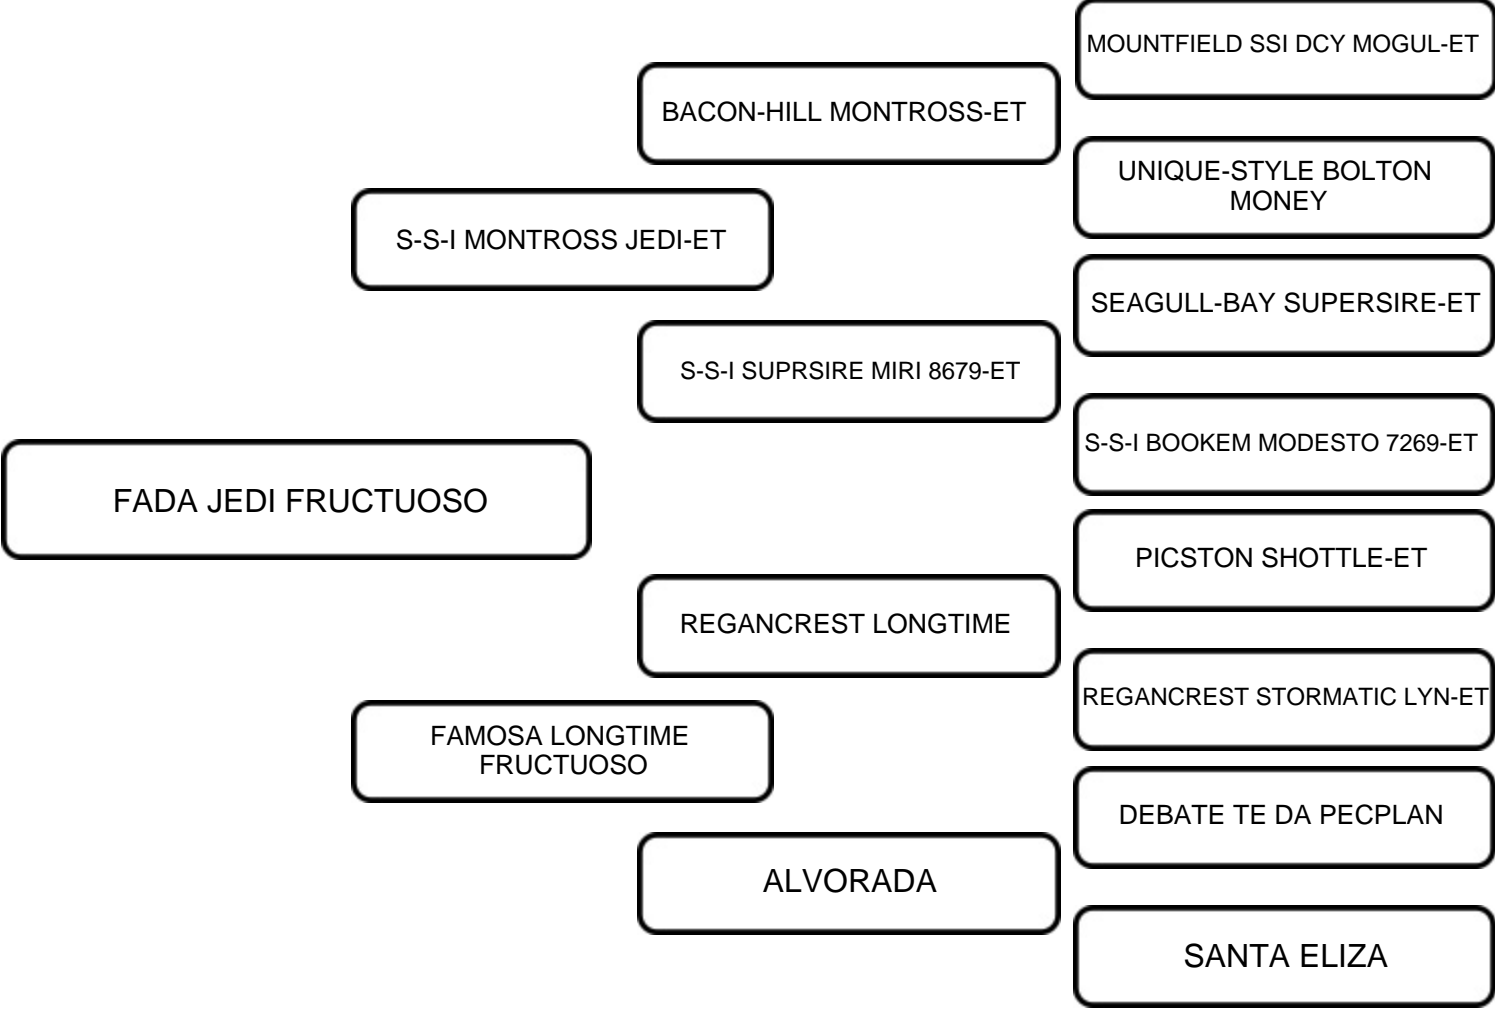 MOUNTFIELD SSI DCY MOGUL-ET
BACON-HILL MONTROSS-ET
UNIQUE-STYLE BOLTON
MONEY
S-S-I MONTROSS JEDI-ET
SEAGULL-BAY SUPERSIRE-ET
S-S-I SUPRSIRE MIRI 8679-ET
S-S-I BOOKEM MODESTO 7269-ET
FADA JEDI FRUCTUOSO
PICSTON SHOTTLE-ET
REGANCREST LONGTIME
REGANCREST STORMATIC LYN-ET
FAMOSA LONGTIME
FRUCTUOSO
DEBATE TE DA PECPLAN
ALVORADA
SANTA ELIZA